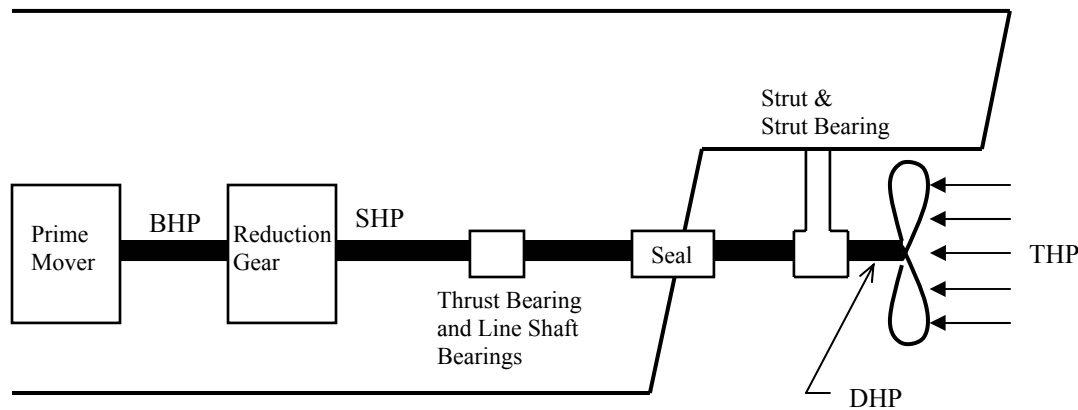 Strut &
Strut Bearing
Prime
Mover
BHP
Reduction
Gear
SHP
Seal
THP
Thrust Bearing
and Line Shaft
Bearings
DHP